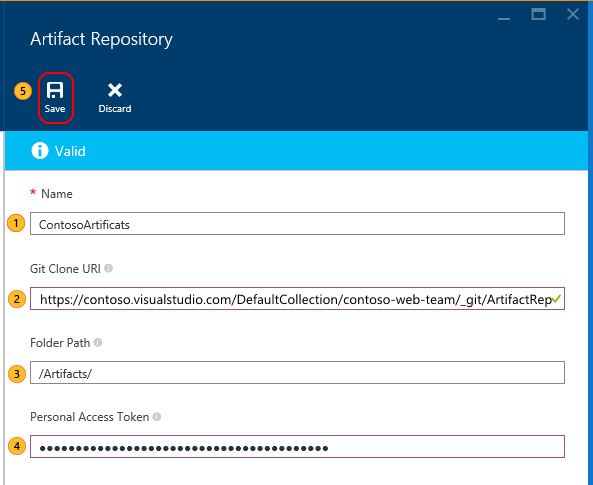 Artifact Repository
5 Save Discard
Valid
* Name
1 ContosoArtificats
Git Clone URI
2 https://contoso.visualstudio.com/DefaultCollection/contoso-web-team/_git/ArtifactRep
Folder Path
3 /Artifacts/
Personal Access Token
4 ●●●●●●●●●●●●●●●●●●●●●●●●●●●●●●●●●●●●●●●●